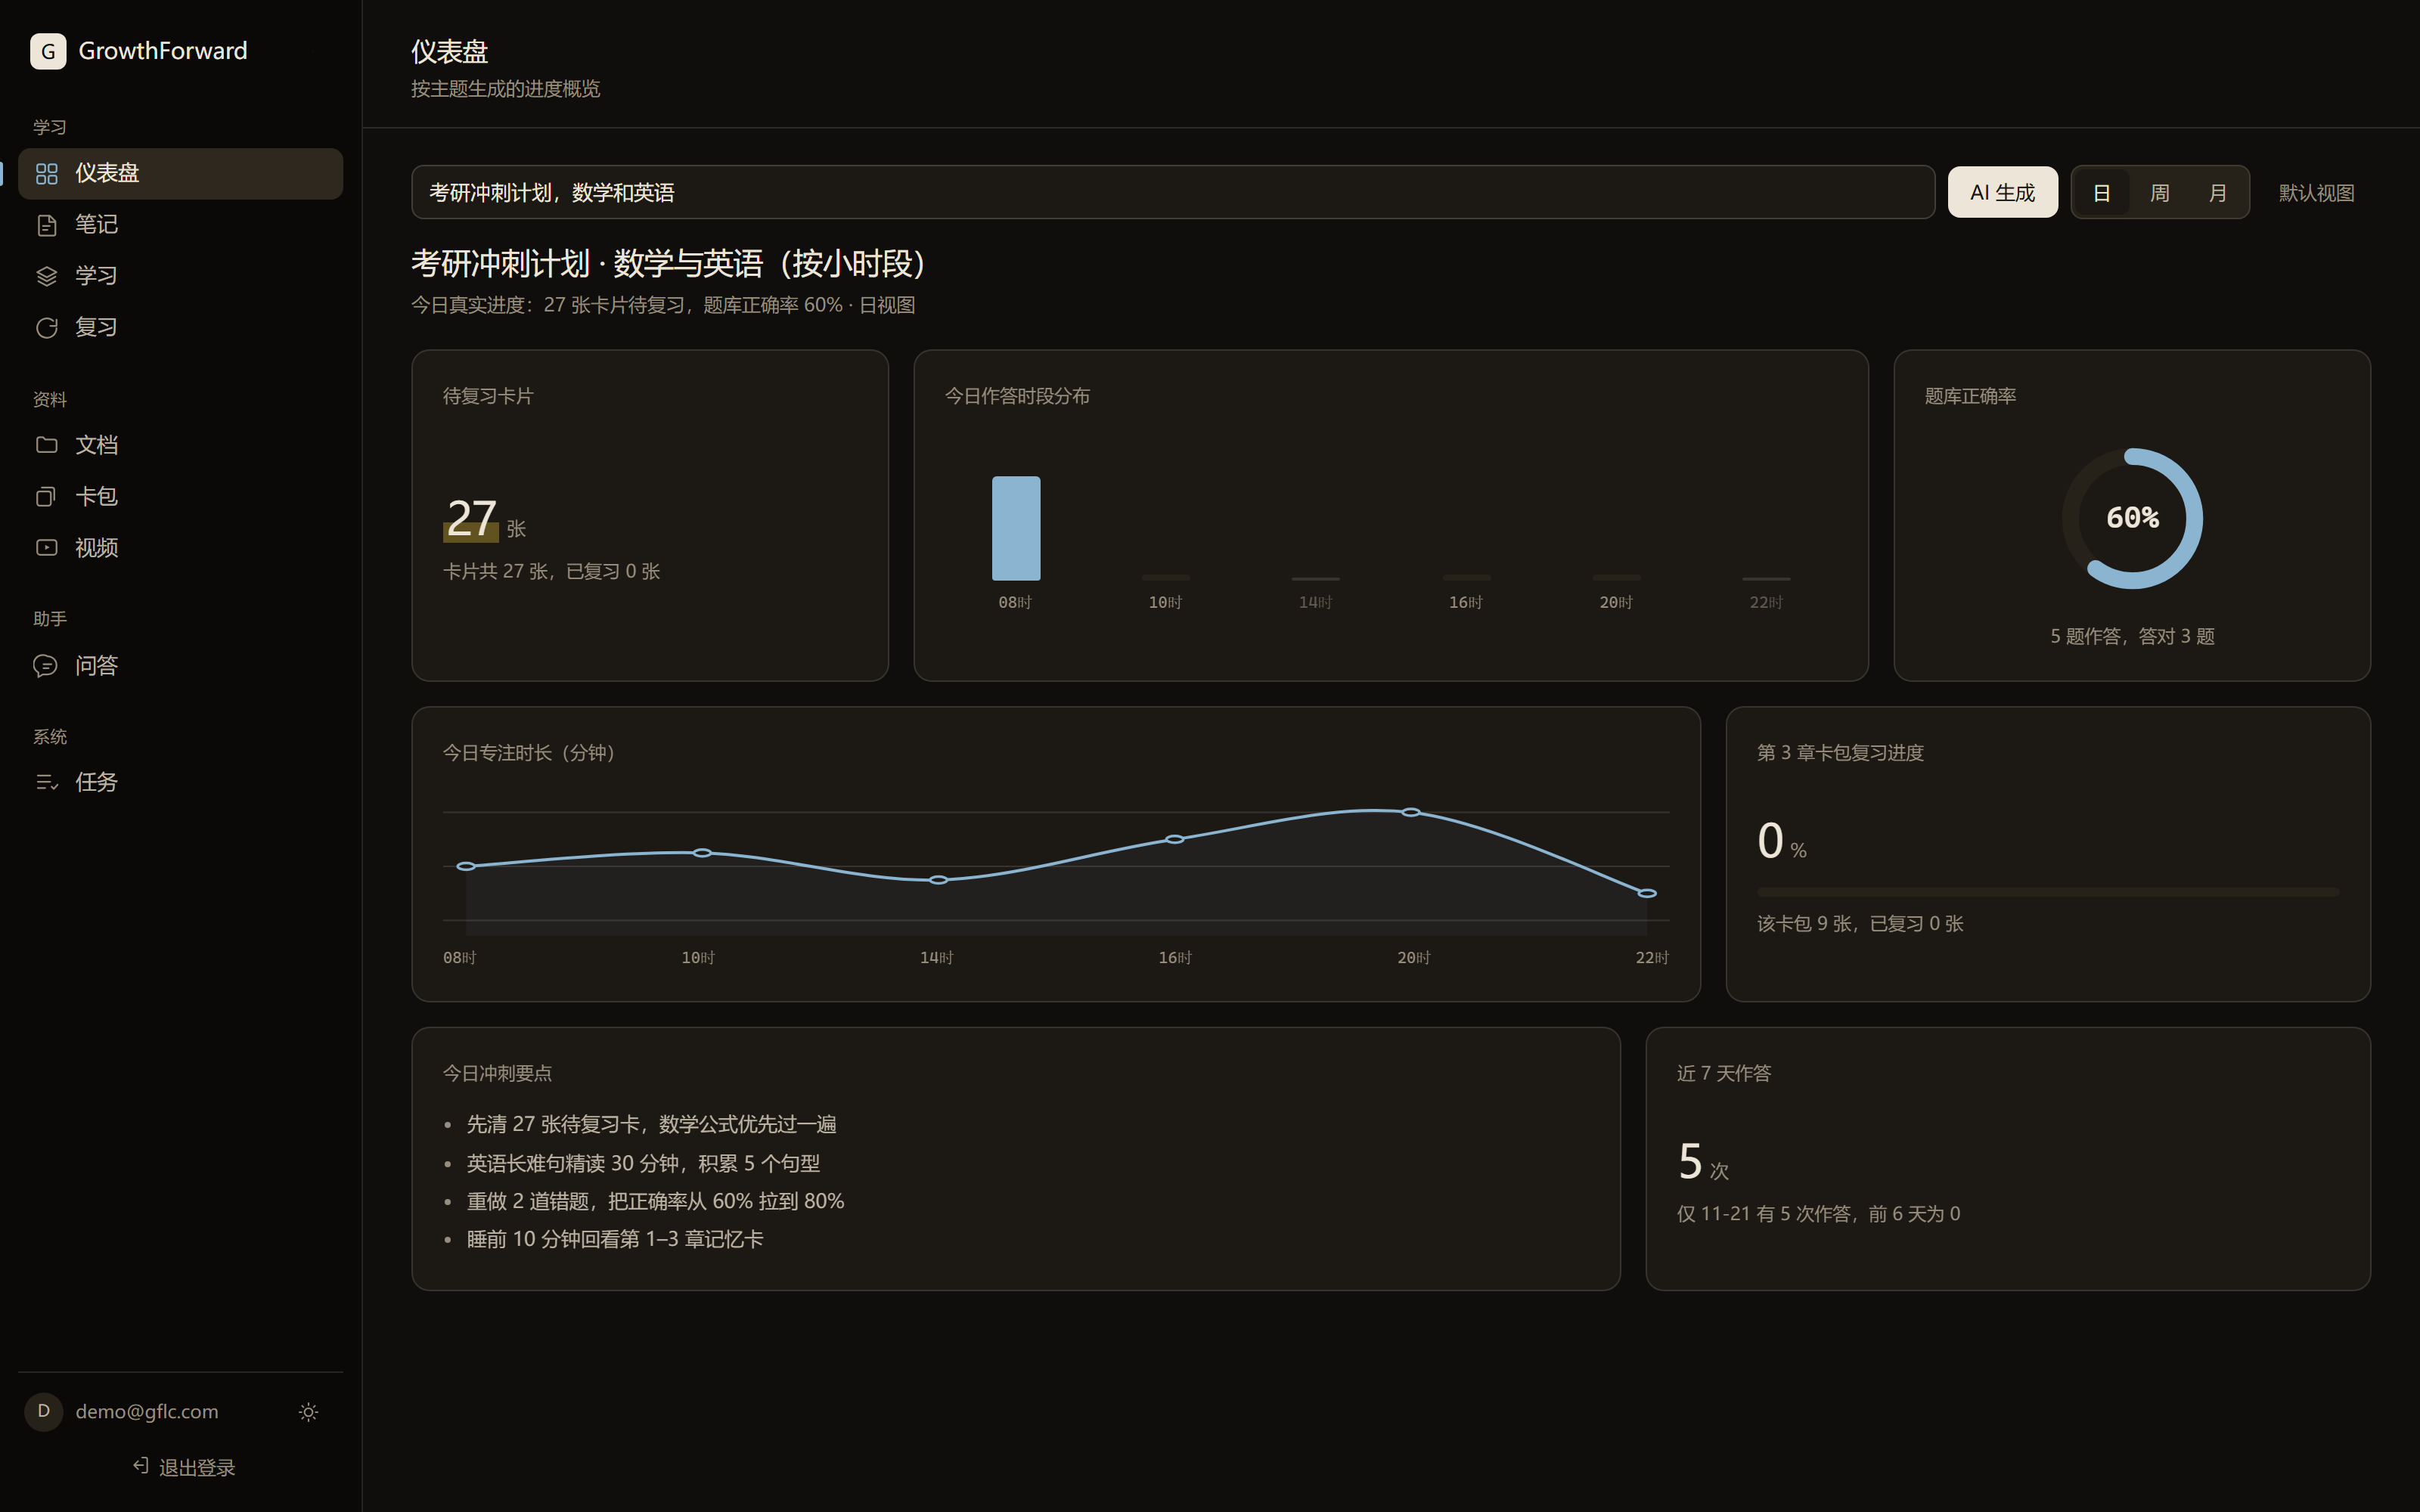 G GrowthForward
学习
仪表盘
笔记
学习
复习
资料
文档
卡包
视频
助手
问答
系统
任务
D demo@gflc.com
退出登录
仪表盘
按主题生成的进度概览
考研冲刺计划，数学和英语 AI 生成 日 周 月 默认视图
考研冲刺计划 · 数学与英语（按小时段）
今日真实进度：27 张卡片待复习，题库正确率 60% · 日视图
待复习卡片
27 张
卡片共 27 张，已复习 0 张
今日作答时段分布
08时 10时 14时 16时 20时 22时
题库正确率
60%
5 题作答，答对 3 题
今日专注时长（分钟）
08时 10时 14时 16时 20时 22时
第 3 章卡包复习进度
0 %
该卡包 9 张，已复习 0 张
今日冲刺要点
• 先清 27 张待复习卡，数学公式优先过一遍
• 英语长难句精读 30 分钟，积累 5 个句型
• 重做 2 道错题，把正确率从 60% 拉到 80%
• 睡前 10 分钟回看第 1–3 章记忆卡
近 7 天作答
5 次
仅 11-21 有 5 次作答，前 6 天为 0